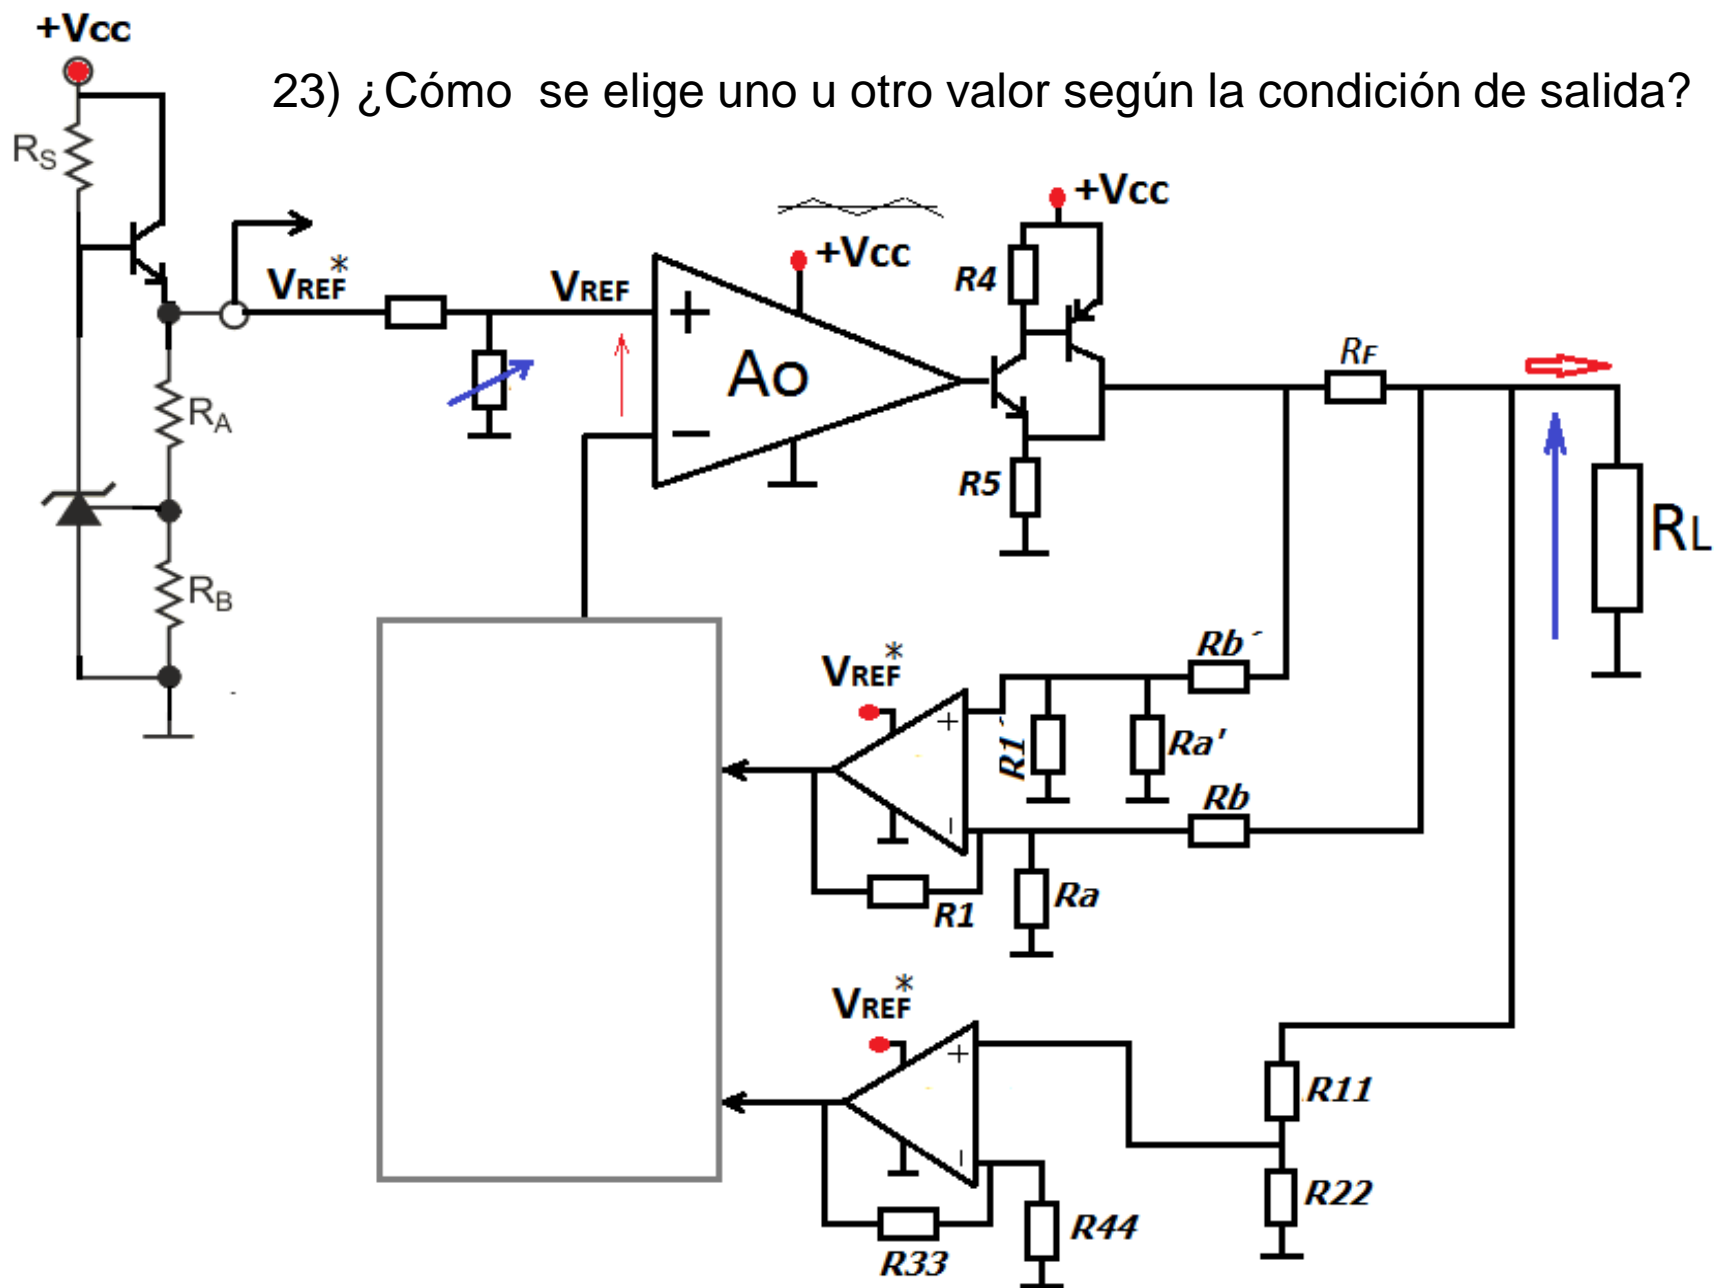 +Vcc
23) ¿Cómo se elige uno u otro valor según la condición de salida?
RS
+Vcc
+Vcc
R4
VREF*
VREF
+
Ao
−
RF
RA
R5
RL
RB
Rb´
VREF*
+
R1´
Ra'
Rb
−
R1
Ra
VREF*
+
R11
−
R22
R44
R33